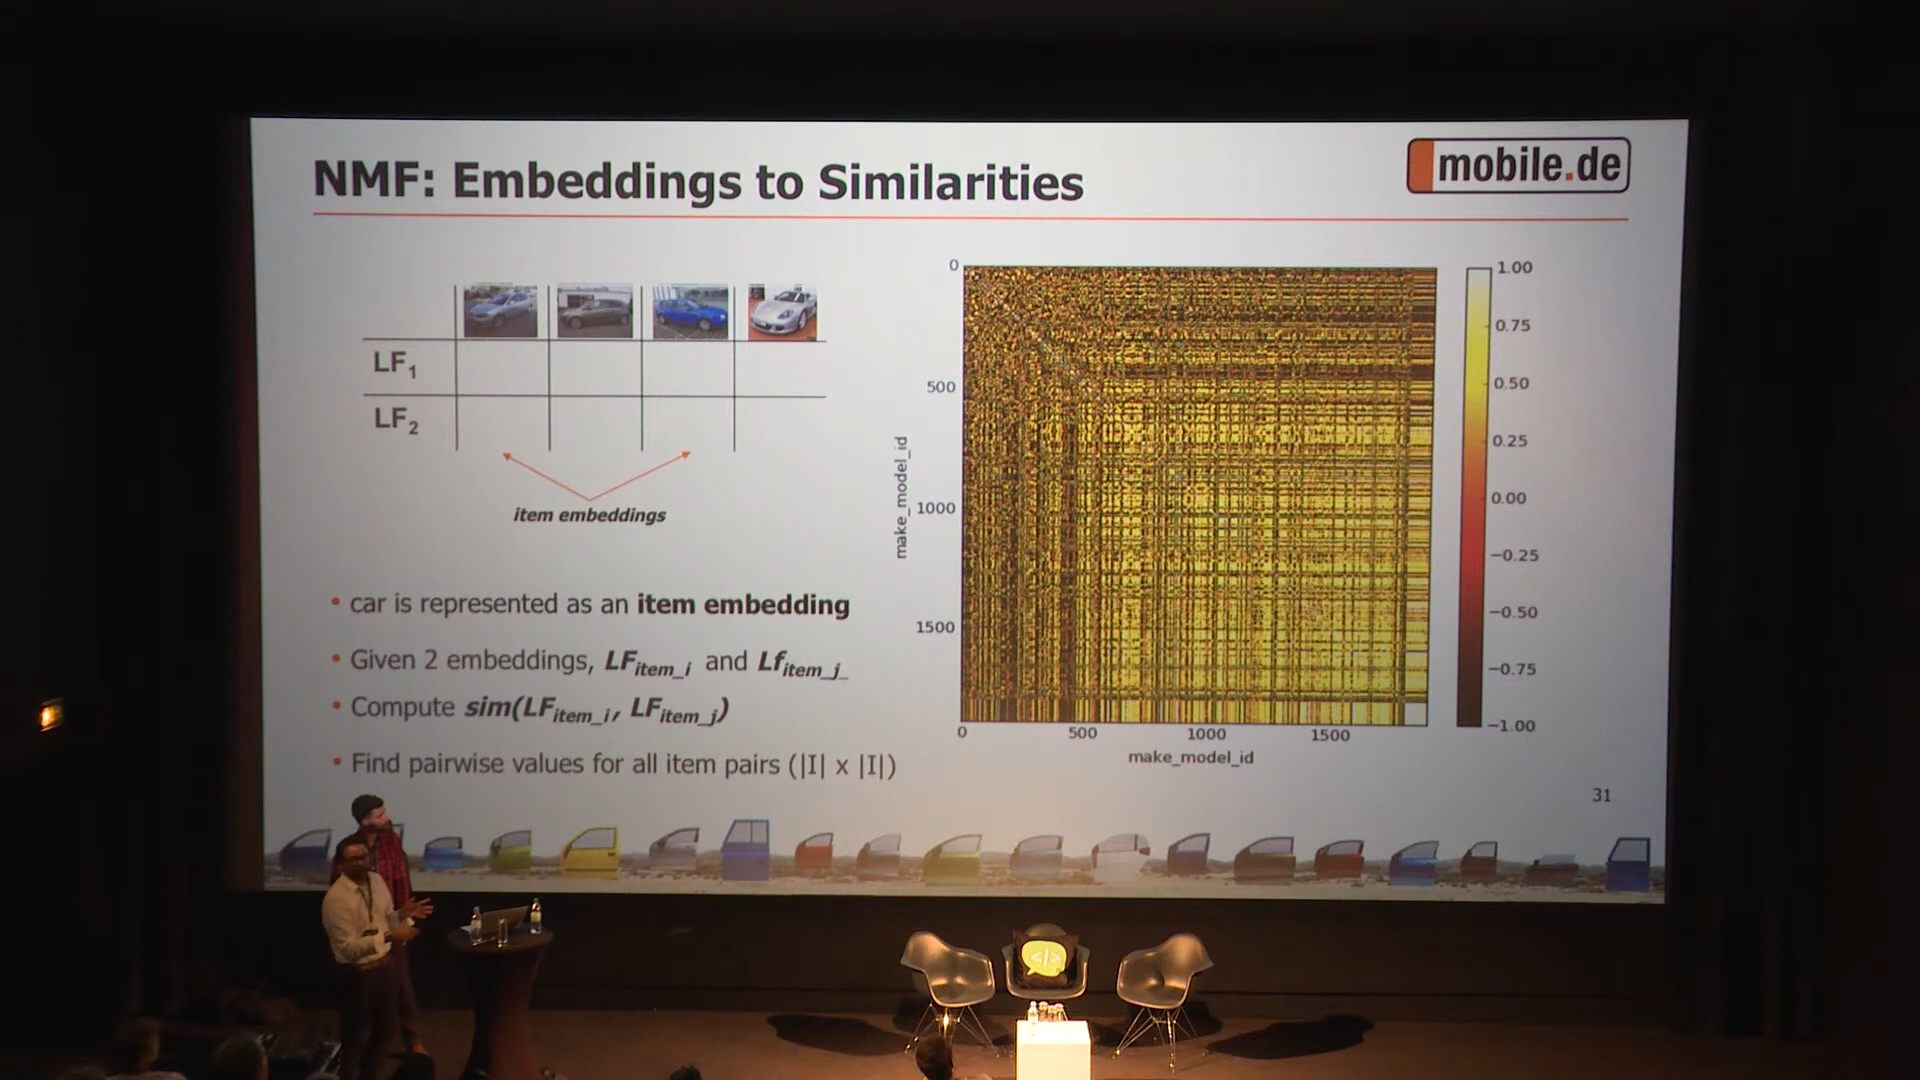 NMF: Embeddings to Similarities
mobile.de
LF1
LF2
item embeddings
• car is represented as an item embedding
• Given 2 embeddings, LFitem_i and Lfitem_j_
• Compute sim(LFitem_i, LFitem_j)
• Find pairwise values for all item pairs (|I| x |I|)
0
500
1000
1500
make_model_id
0
500
1000
1500
make_model_id
1.00
0.75
0.50
0.25
0.00
−0.25
−0.50
−0.75
−1.00
31
</>